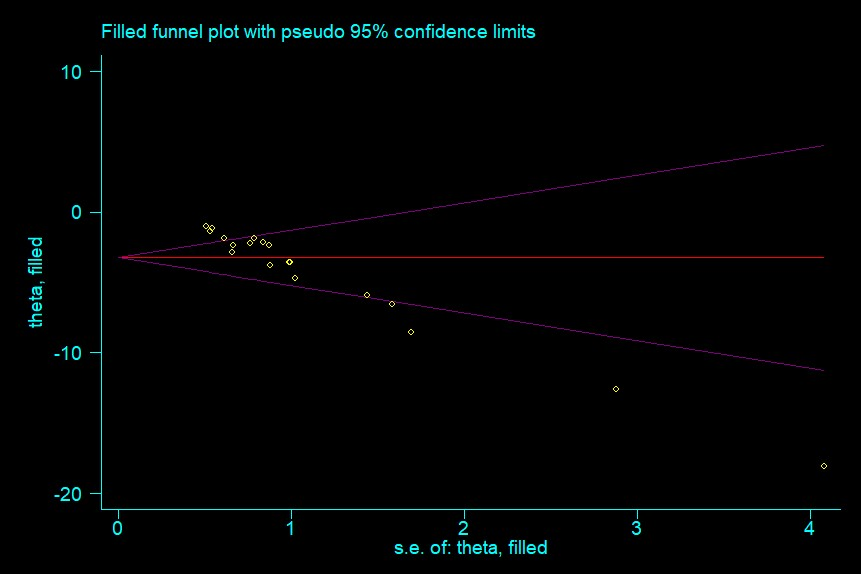 Filled funnel plot with pseudo 95% confidence limits
10
0
-10
-20
theta, filled
0 1 2 3 4
s.e. of: theta, filled